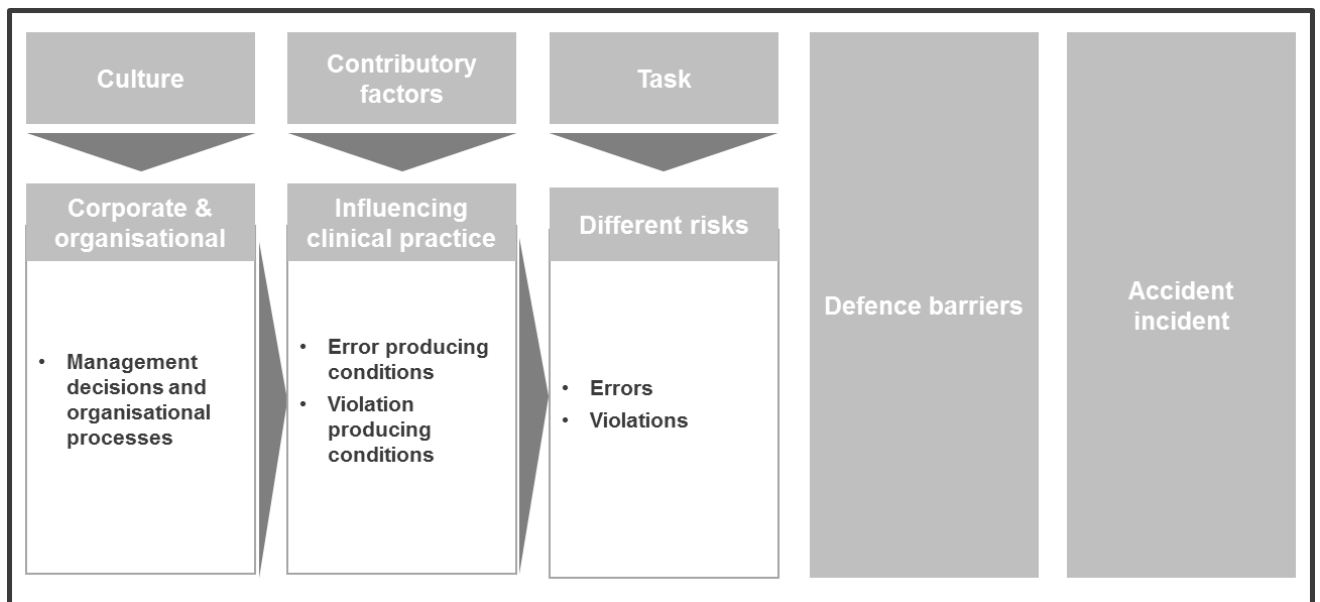 Culture
Contributory
factors
Task
Corporate &
organisational
Influencing
clinical practice
Different risks
Defence barriers
Accident
incident
• Management
decisions and
organisational
processes
• Error producing
conditions
• Violation
producing
conditions
• Errors
• Violations